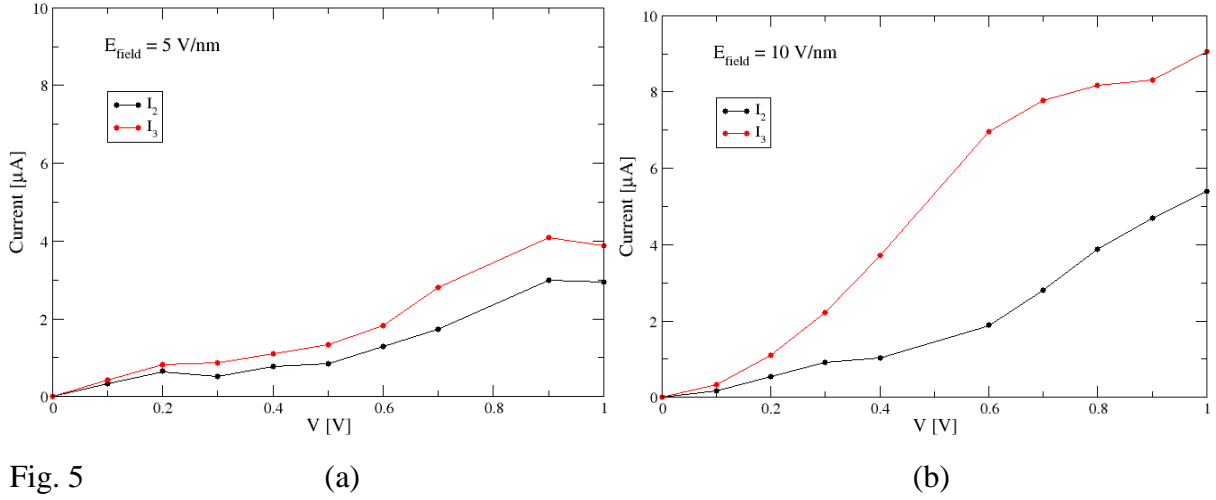 E_field = 5 V/nm
I_2
I_3
Current [μA]
10
8
6
4
2
0
0
0.2
0.4
0.6
0.8
1
V [V]
E_field = 10 V/nm
I_2
I_3
Current [μA]
10
8
6
4
2
0
0
0.2
0.4
0.6
0.8
1
V [V]
Fig. 5 (a) (b)